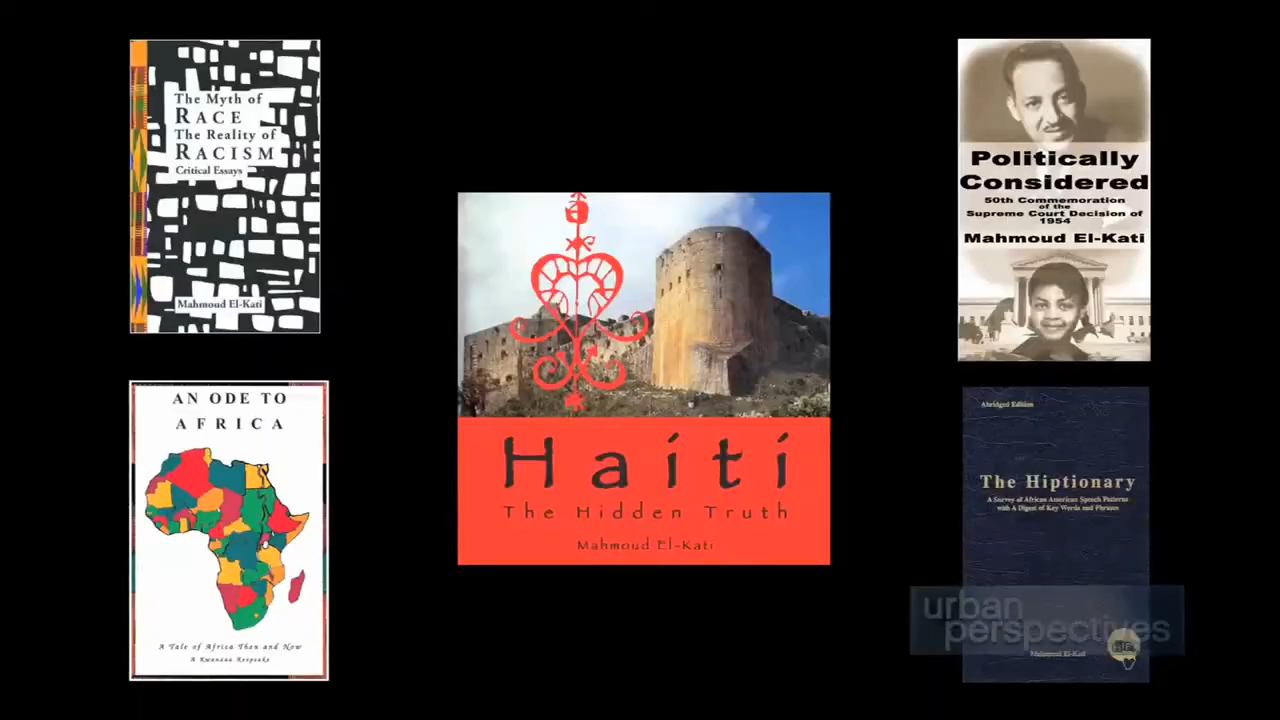 The Myth of
RACE
The Reality of
RACISM
Critical Essays
Mahmoud El-Kati
AN ODE TO
AFRICA
A Tale of Africa Then and Now
A Kwanzaa Keepsake
Haiti
The Hidden Truth
Mahmoud El-Kati
Politically
Considered
50th Commemoration
of the
Supreme Court Decision of
1954
Mahmoud El-Kati
Abridged Edition
The Hiptionary
A Survey of African American Speech Patterns
with A Digest of Key Words and Phrases
urban
perspectives
Mahmoud El-Kati